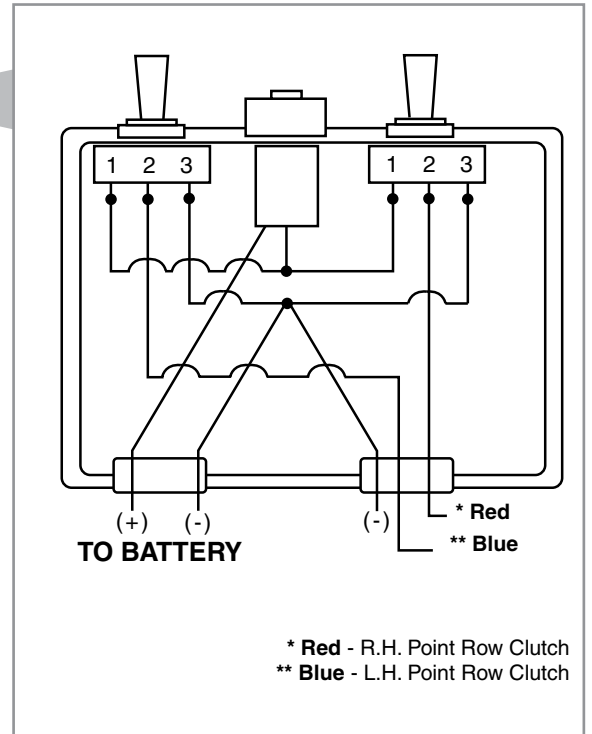 1 2 3
1 2 3
(+) (-)
(-)
* Red
** Blue
TO BATTERY
* Red - R.H. Point Row Clutch
** Blue - L.H. Point Row Clutch